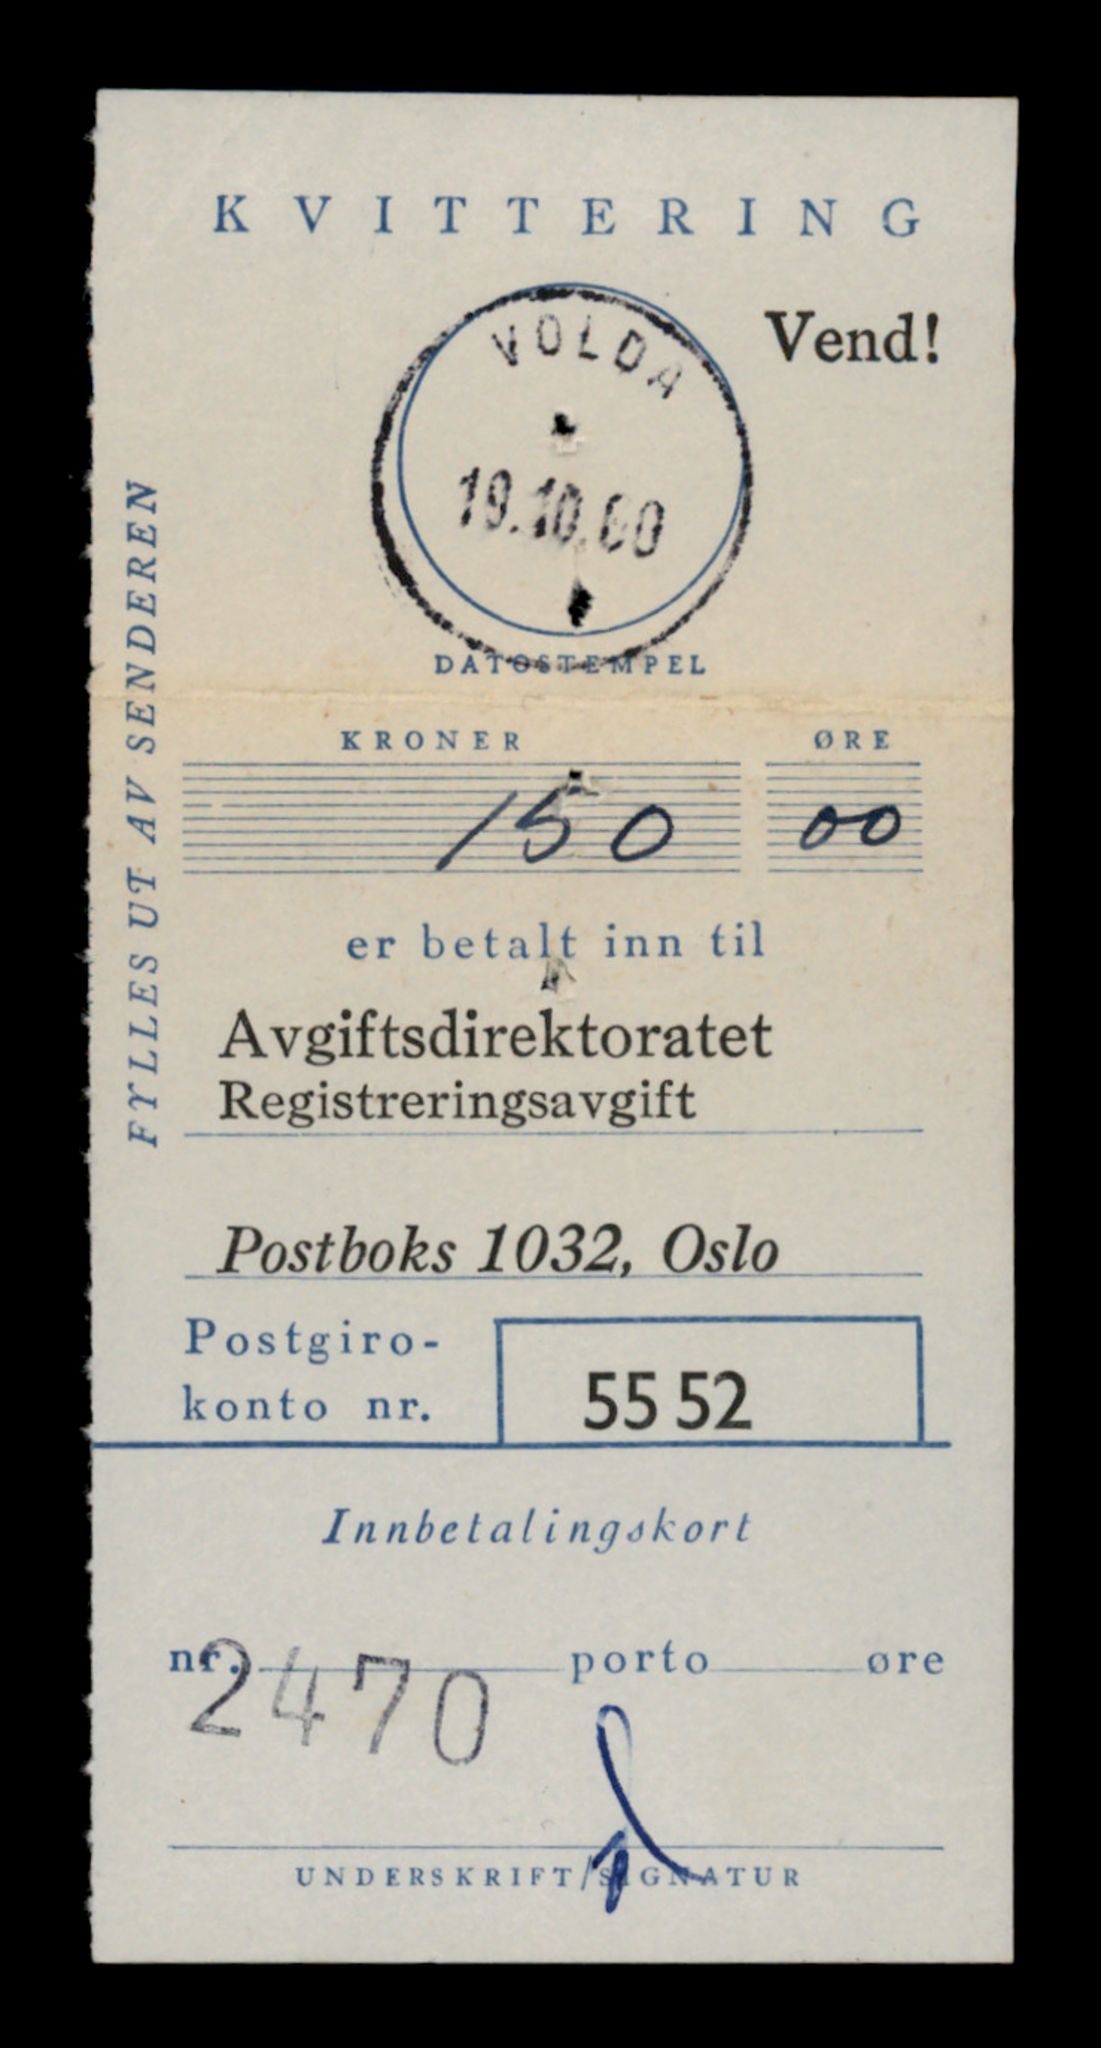 KVITTERING
Vend!
VOLDA
19.10.60
DATOSTEMPEL
FYLLES UT AV SENDEREN
KRONER ØRE
150 00
er betalt inn til
Avgiftsdirektoratet
Registreringsavgift
Postboks 1032, Oslo
Postgiro-
konto nr. 55 52
Innbetalingskort
nr. 2470 porto øre
UNDERSKRIFT/SIGNATUR